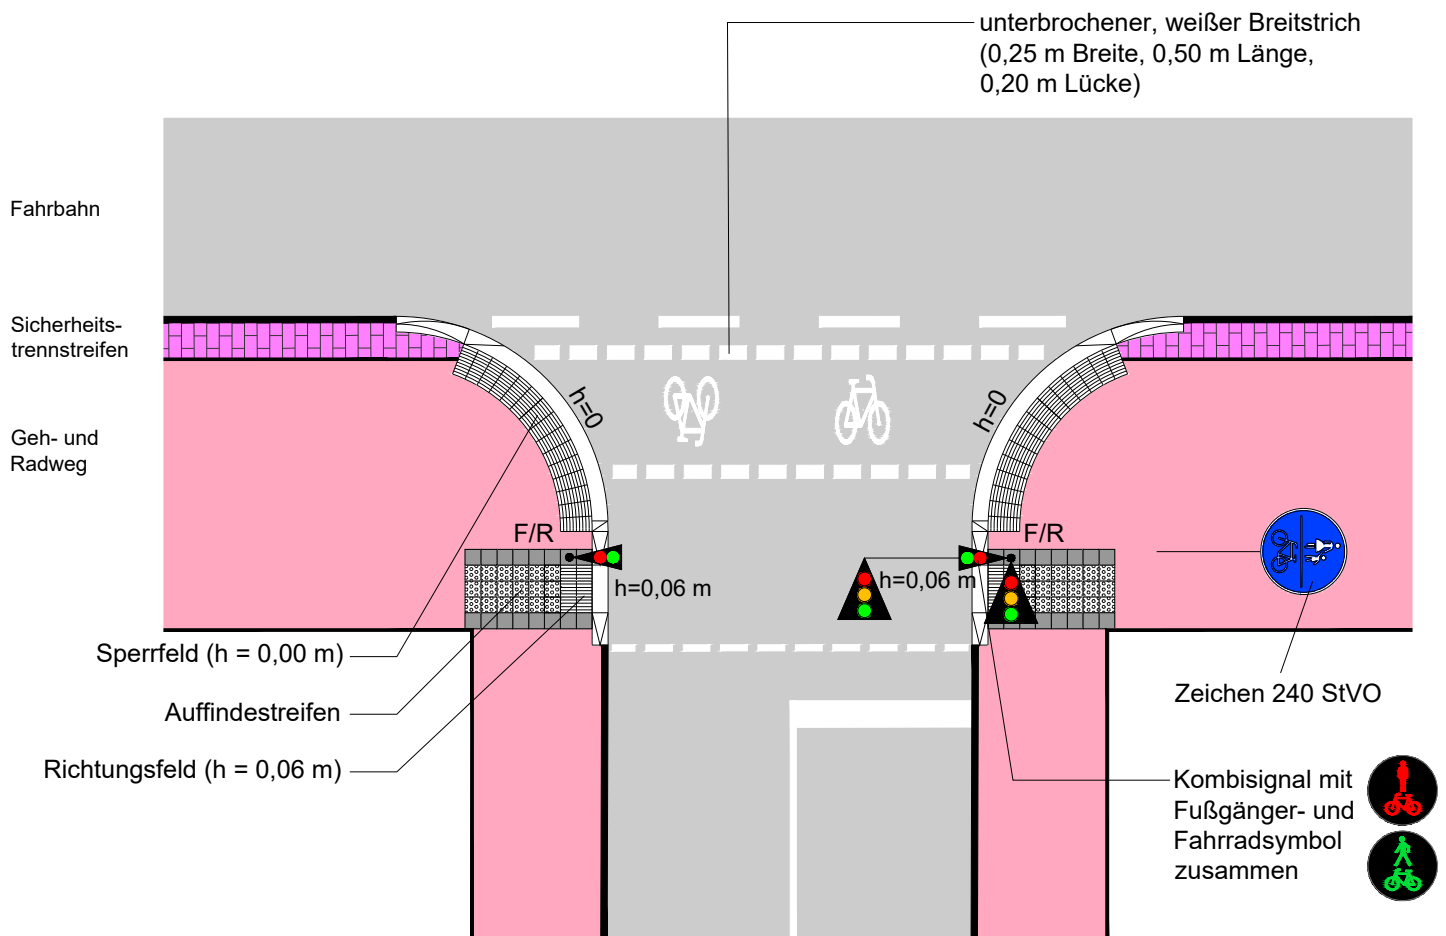 unterbrochener, weißer Breitstrich
(0,25 m Breite, 0,50 m Länge,
0,20 m Lücke)
Fahrbahn
Sicherheits-
trennstreifen
Geh- und
Radweg
h=0
h=0
F/R
F/R
h=0,06 m
h=0,06 m
Sperrfeld (h = 0,00 m)
Auffindestreifen
Richtungsfeld (h = 0,06 m)
Zeichen 240 StVO
Kombisignal mit
Fußgänger- und
Fahrradsymbol
zusammen